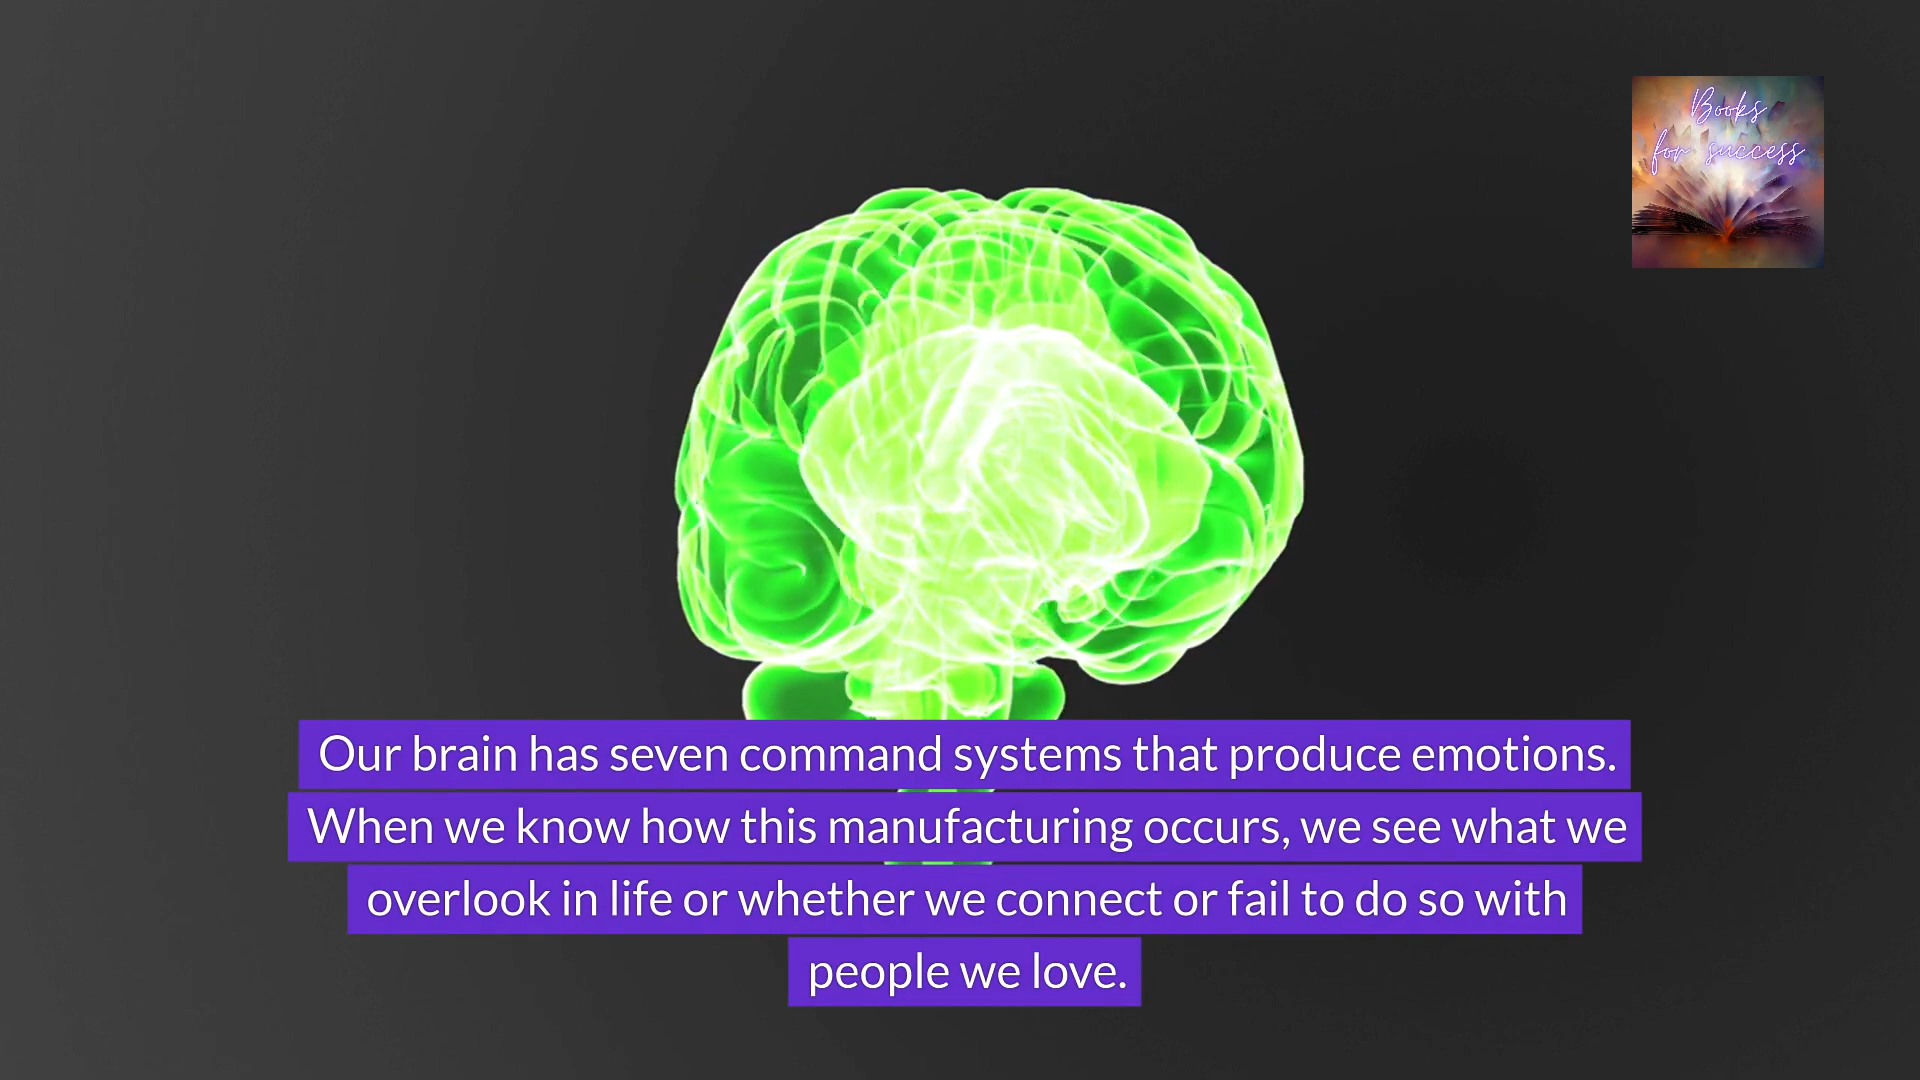 Books
for success
Our brain has seven command systems that produce emotions.
When we know how this manufacturing occurs, we see what we
overlook in life or whether we connect or fail to do so with
people we love.